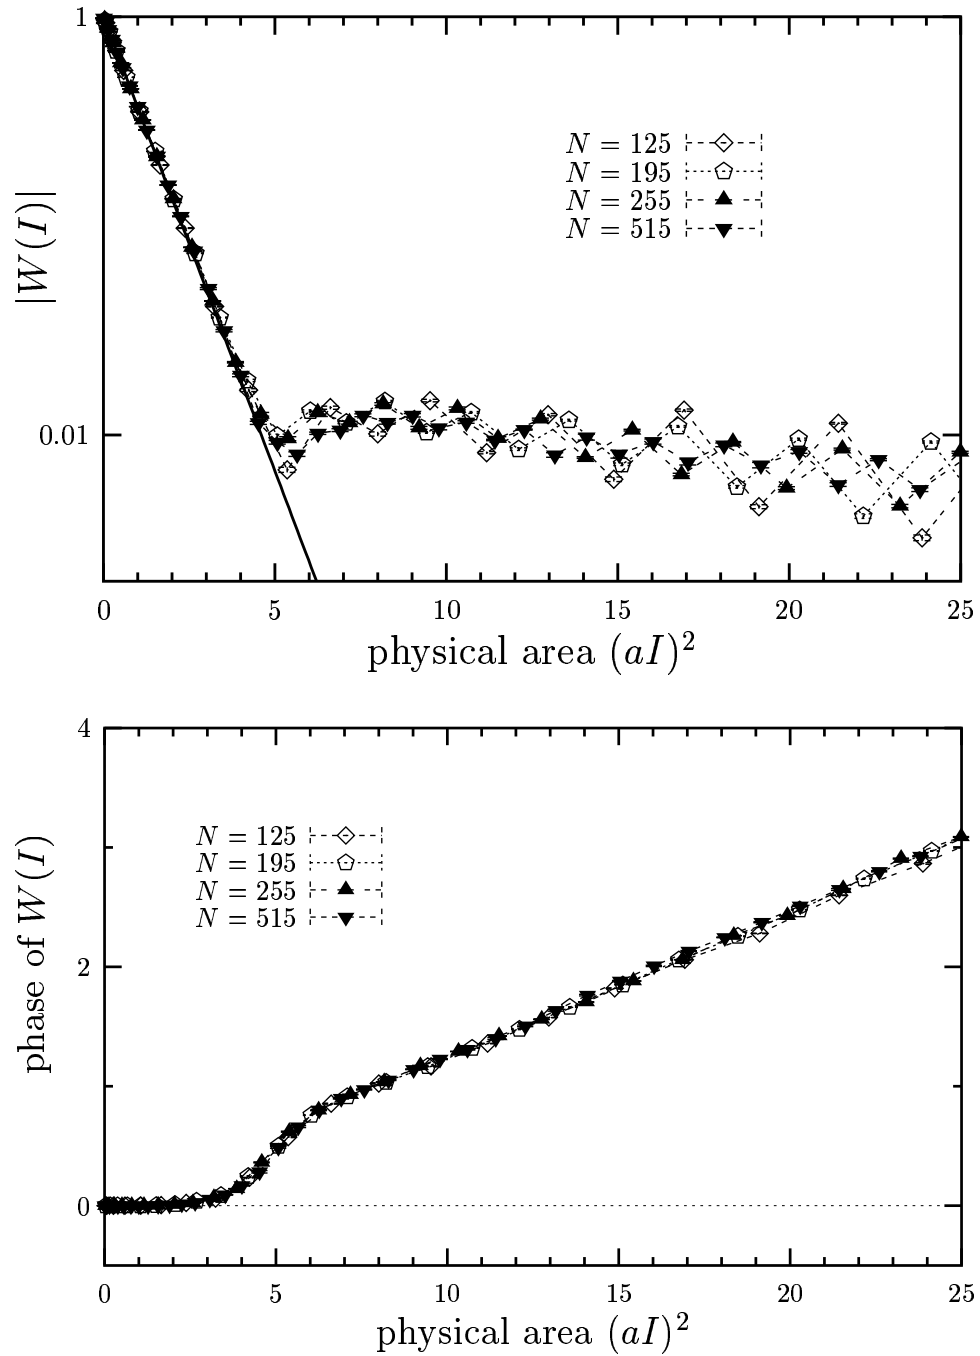 1
|W(I)|
N = 125
N = 195
N = 255
N = 515
0.01
0 5 10 15 20 25
physical area (aI)²
4
N = 125
N = 195
N = 255
N = 515
phase of W(I)
2
0
0 5 10 15 20 25
physical area (aI)²